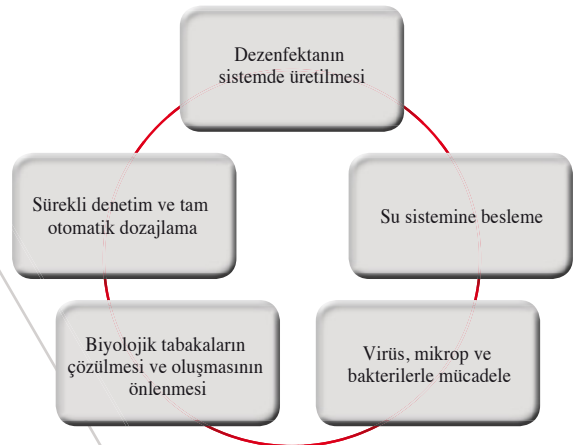 Dezenfektanın
sistemde üretilmesi
Su sistemine besleme
Virüs, mikrop ve
bakterilerle mücadele
Biyolojik tabakaların
çözülmesi ve oluşmasının
önlenmesi
Sürekli denetim ve tam
otomatik dozajlama